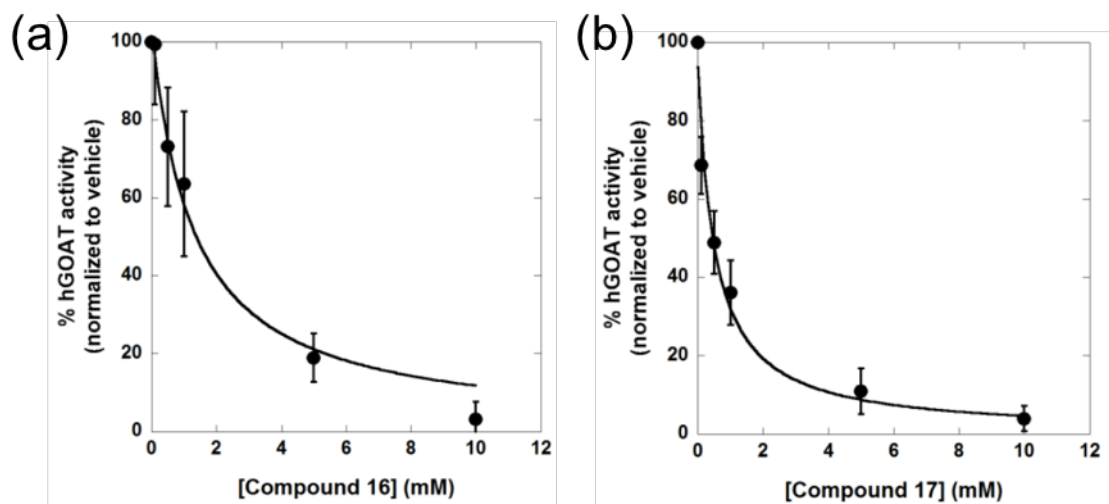 (a)
% hGOAT activity
(normalized to vehicle)
100
80
60
40
20
0
0 2 4 6 8 10 12
[Compound 16] (mM)
(b)
% hGOAT activity
(normalized to vehicle)
100
80
60
40
20
0
0 2 4 6 8 10 12
[Compound 17] (mM)